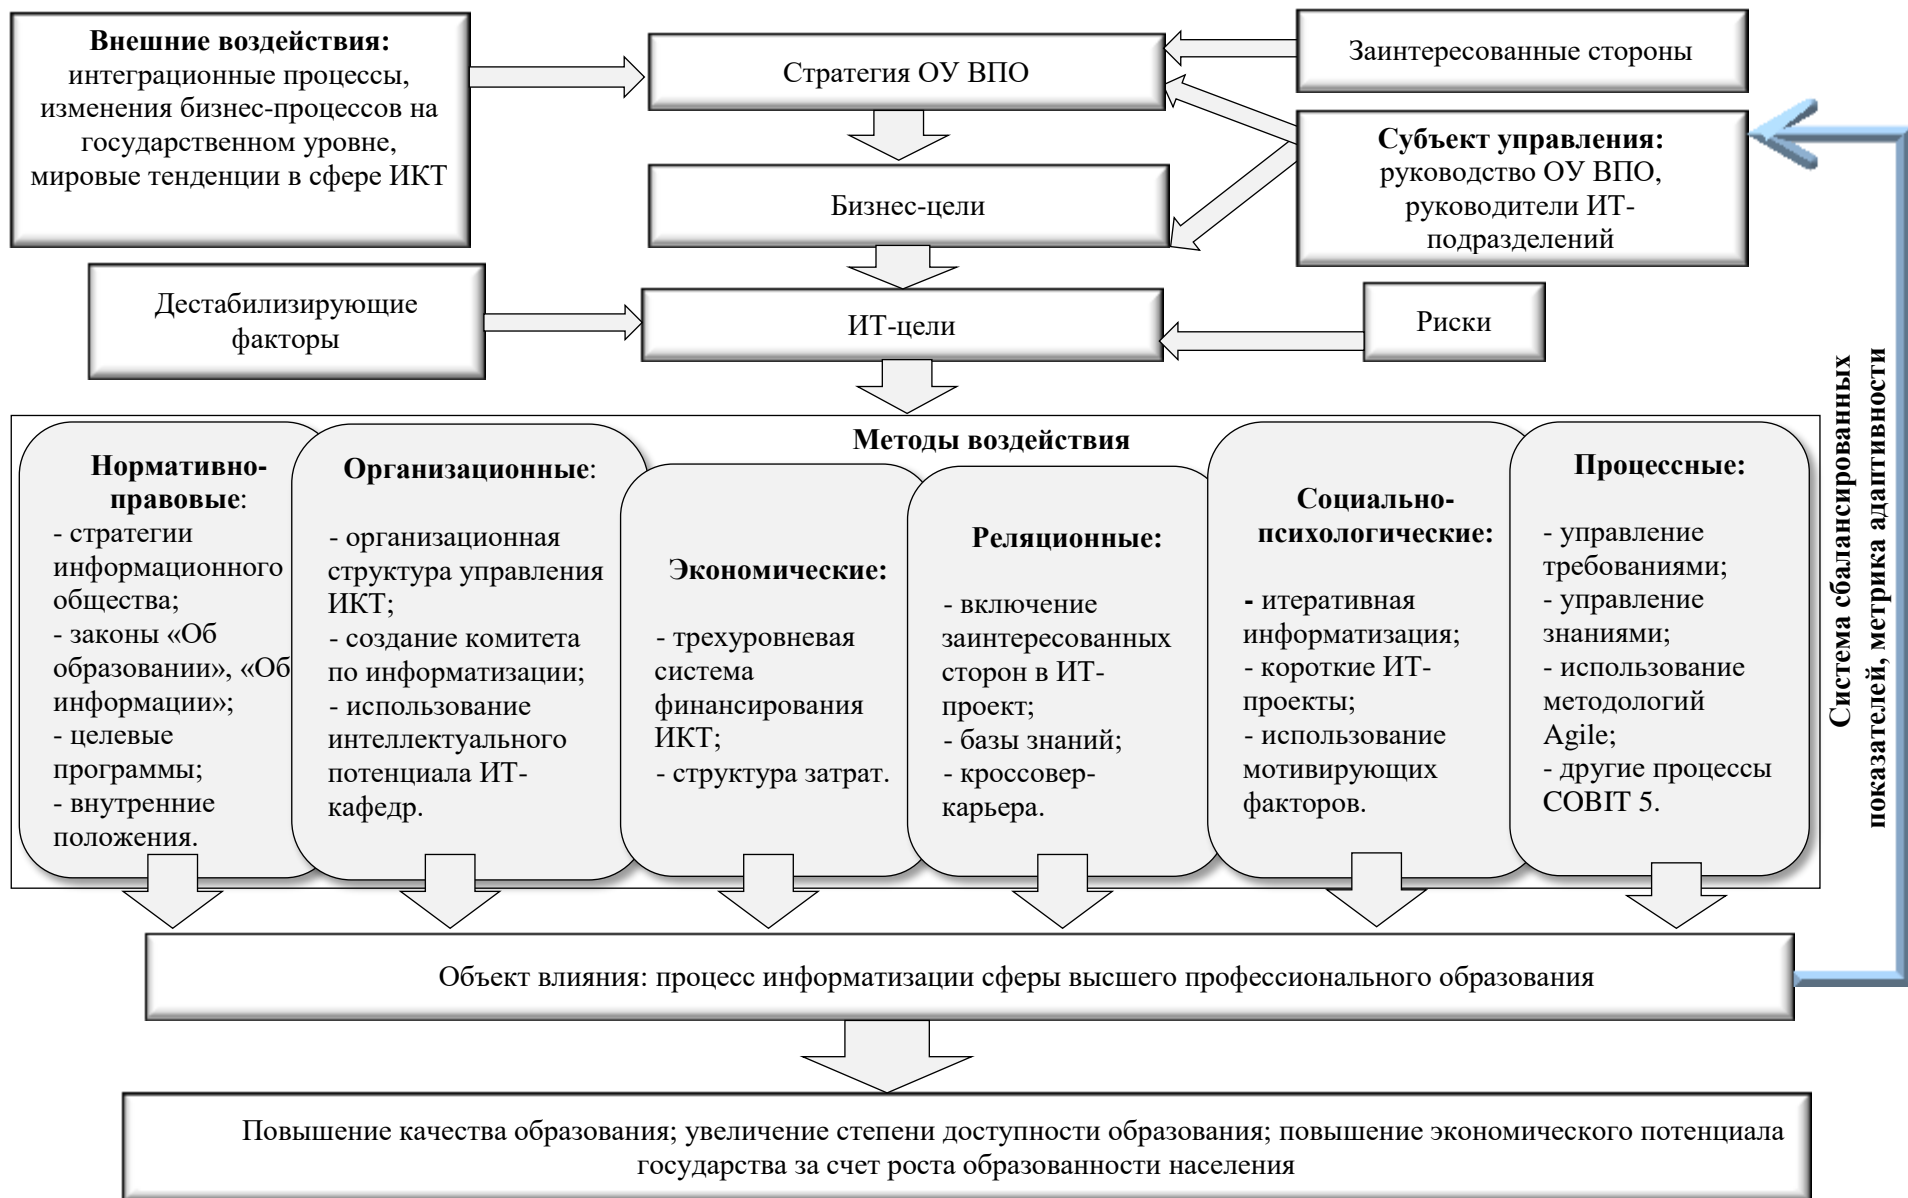 Внешние воздействия:
интеграционные процессы,
изменения бизнес-процессов на
государственном уровне,
мировые тенденции в сфере ИКТ
Стратегия ОУ ВПО
Заинтересованные стороны
Субъект управления:
руководство ОУ ВПО,
руководители ИТ-
подразделений
Бизнес-цели
Дестабилизирующие
факторы
ИТ-цели
Риски
Методы воздействия
Нормативно-
правовые:
- стратегии
информационного
общества;
- законы «Об
образовании», «Об
информации»;
- целевые
программы;
- внутренние
положения.
Организационные:
- организационная
структура управления
ИКТ;
- создание комитета
по информатизации;
- использование
интеллектуального
потенциала ИТ-
кафедр.
Экономические:
- трехуровневая
система
финансирования
ИКТ;
- структура затрат.
Реляционные:
- включение
заинтересованных
сторон в ИТ-
проект;
- базы знаний;
- кроссовер-
карьера.
Социально-
психологические:
- итеративная
информатизация;
- короткие ИТ-
проекты;
- использование
мотивирующих
факторов.
Процессные:
- управление
требованиями;
- управление
знаниями;
- использование
методологий
Agile;
- другие процессы
COBIT 5.
Система сбалансированных
показателей, метрика адаптивности
Объект влияния: процесс информатизации сферы высшего профессионального образования
Повышение качества образования; увеличение степени доступности образования; повышение экономического потенциала
государства за счет роста образованности населения